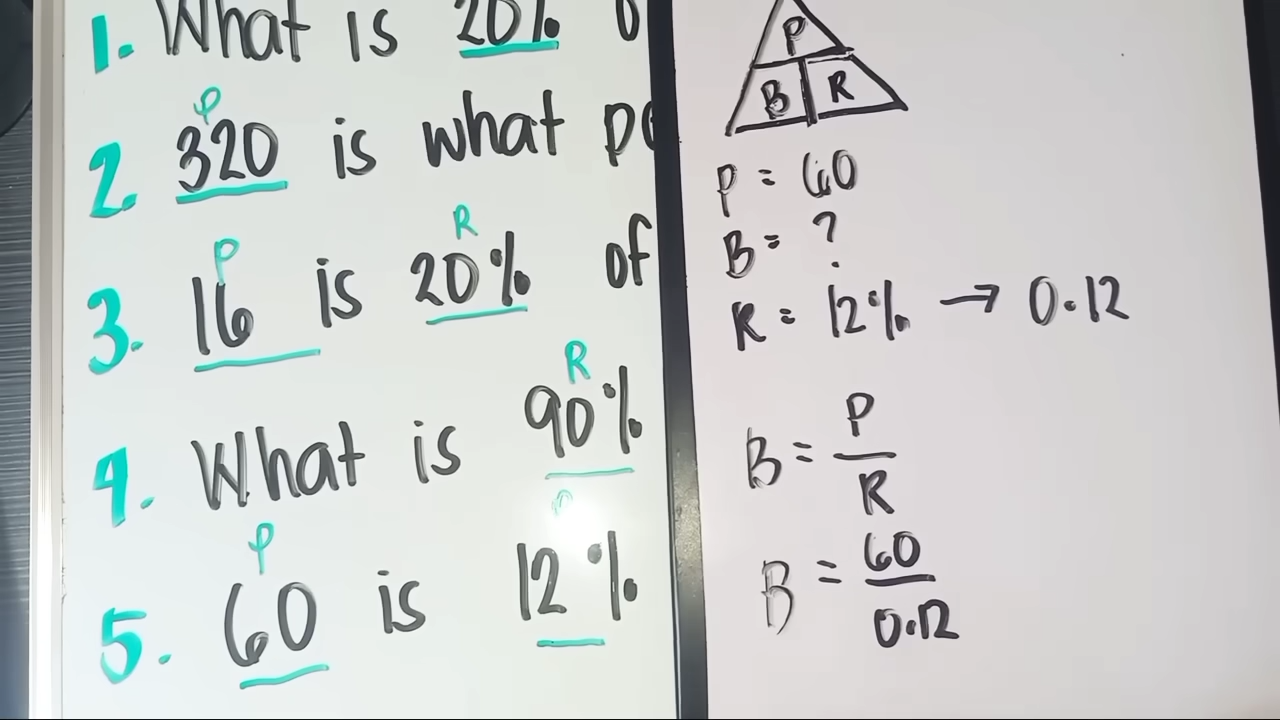 1. What is 20%
P
2. 320 is what
P R
3. 16 is 20% of
R
4. What is 90%
P
5. 60 is 12%
P
B R
P = 60
B = ?
R = 12% → 0.12
B = P
R
B = 60
0.12